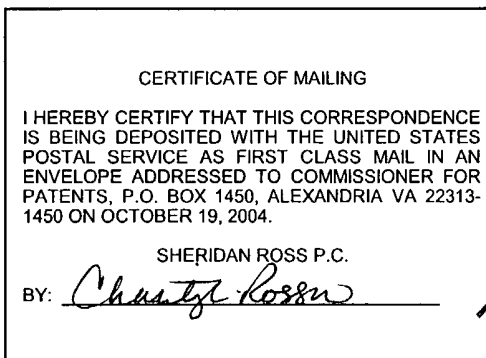 CERTIFICATE OF MAILING
I HEREBY CERTIFY THAT THIS CORRESPONDENCE
IS BEING DEPOSITED WITH THE UNITED STATES
POSTAL SERVICE AS FIRST CLASS MAIL IN AN
ENVELOPE ADDRESSED TO COMMISSIONER FOR
PATENTS, P.O. BOX 1450, ALEXANDRIA VA 22313-
1450 ON OCTOBER 19, 2004.
SHERIDAN ROSS P.C.
BY: